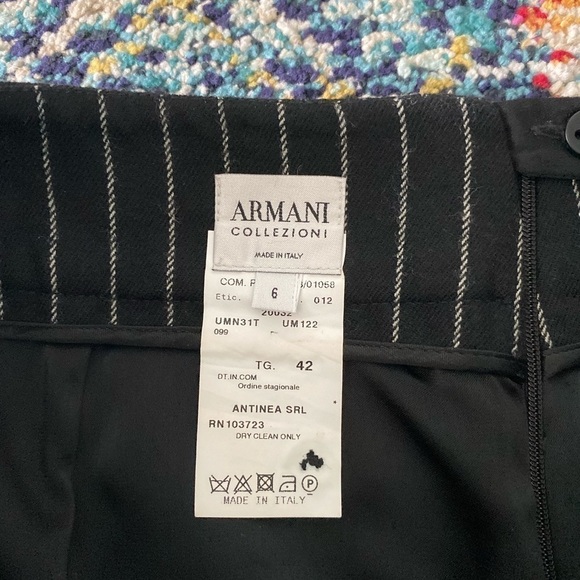 ARMANI
COLLEZIONI
MADE IN ITALY
6
COM. /01058
Etic. 012
20032
UMN31T UM122
099
TG. 42
DT.IN.COM
Ordine stagionale
ANTINEA SRL
RN103723
DRY CLEAN ONLY
P
MADE IN ITALY